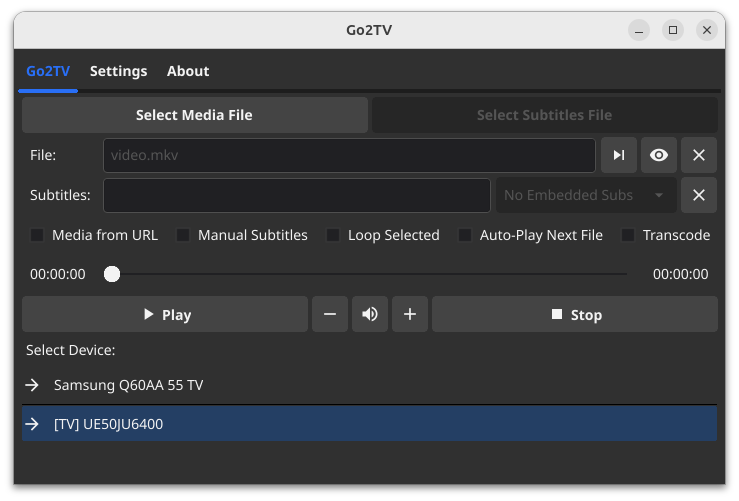 Go2TV
Go2TV Settings About
Select Media File Select Subtitles File
File: video.mkv
Subtitles: No Embedded Subs
Media from URL Manual Subtitles Loop Selected Auto-Play Next File Transcode
00:00:00 00:00:00
Play Stop
Select Device:
Samsung Q60AA 55 TV
[TV] UE50JU6400